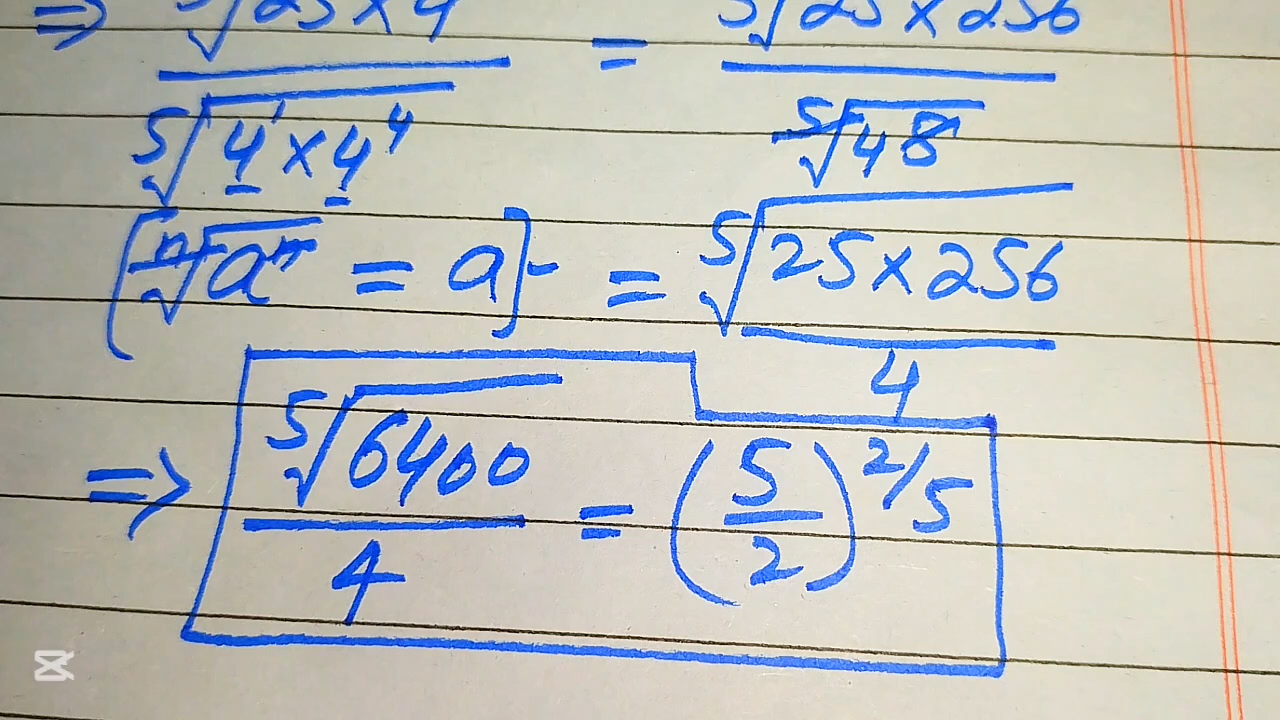 ⇒ ⁵√25×4 = ⁵√25×256
⁵√4¹×4⁴ ⁵√4⁵
[ⁿ√aⁿ = a] = ⁵√25×256
4
⇒ ⁵√6400 = (5/2)^2/5
4